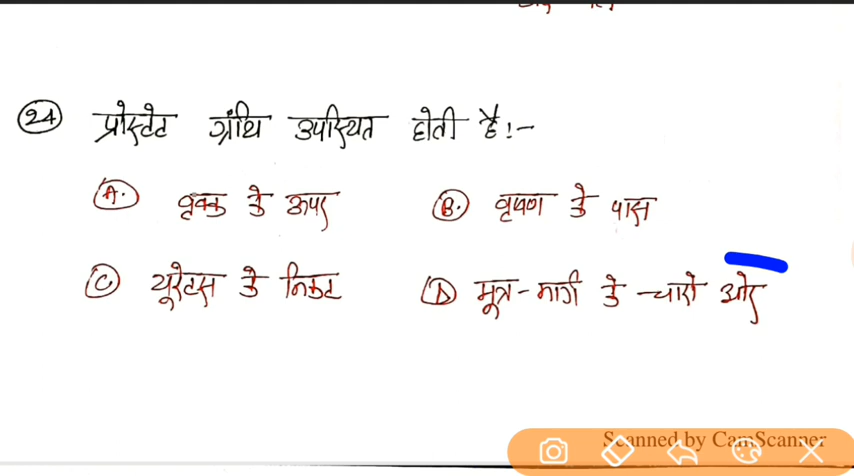 24 प्रोस्टेट ग्रंथि उपस्थित होती है:-
A. वृक्क के ऊपर B. वृषण के पास
C यूरेटस के निकट D मूत्र-मार्ग के चारो ओर
Scanned by CamScanner